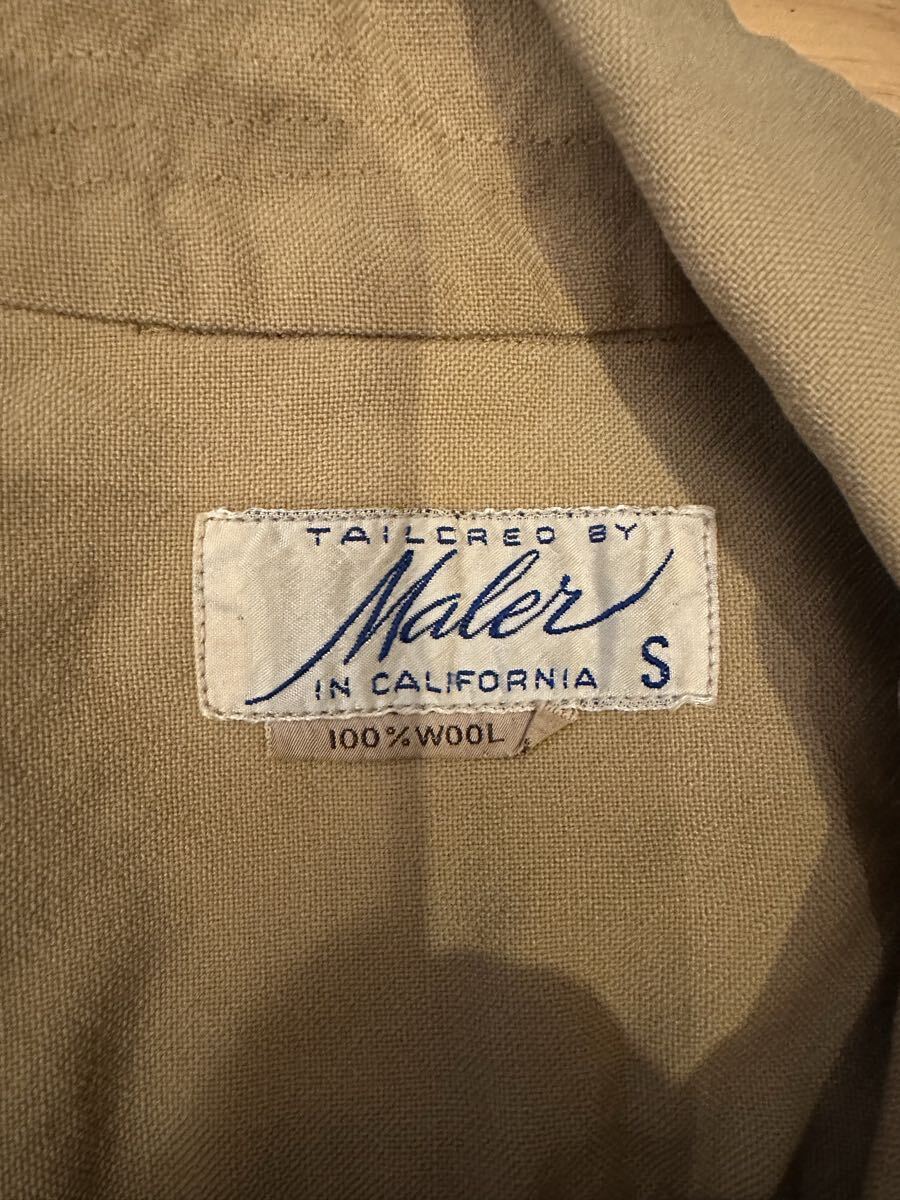 TAILORED BY
Maler
IN CALIFORNIA S
100%WOOL